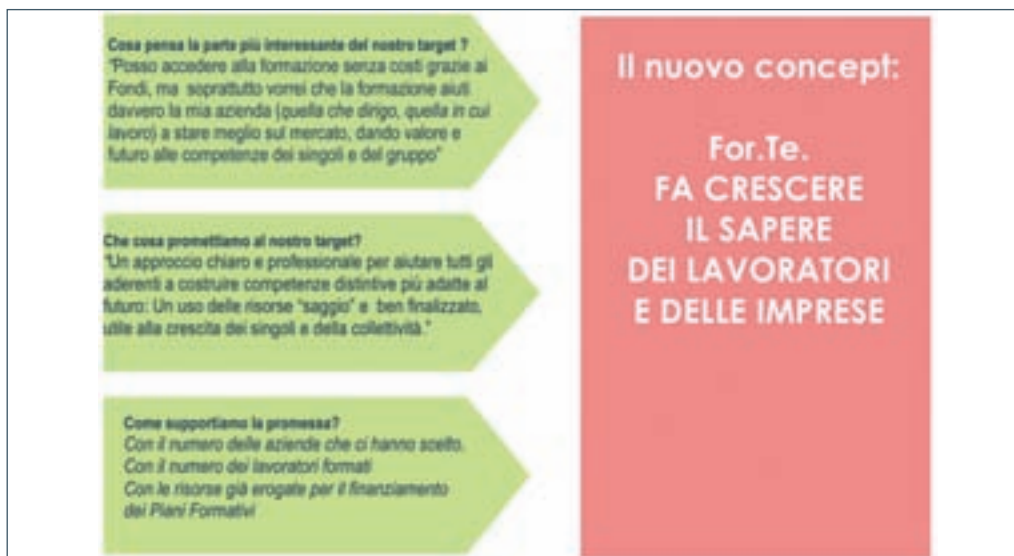 Cosa pensa la parte più interessante del nostro target ?
"Posso accedere alla formazione senza costi grazie ai
Fondi, ma soprattutto vorrei che la formazione aiuti
davvero la mia azienda (quella che dirigo, quella in cui
lavoro) a stare meglio sul mercato, dando valore e
futuro alle competenze dei singoli e del gruppo"
Che cosa promettiamo al nostro target?
"Un approccio chiaro e professionale per aiutare tutti gli
aderenti a costruire competenze distintive più adatte al
futuro: Un uso delle risorse "saggio" e ben finalizzato,
utile alla crescita dei singoli e della collettività."
Come supportiamo la promessa?
Con il numero delle aziende che ci hanno scelto.
Con il numero dei lavoratori formati
Con le risorse già erogate per il finanziamento
dei Piani Formativi
Il nuovo concept:
For.Te.
FA CRESCERE
IL SAPERE
DEI LAVORATORI
E DELLE IMPRESE